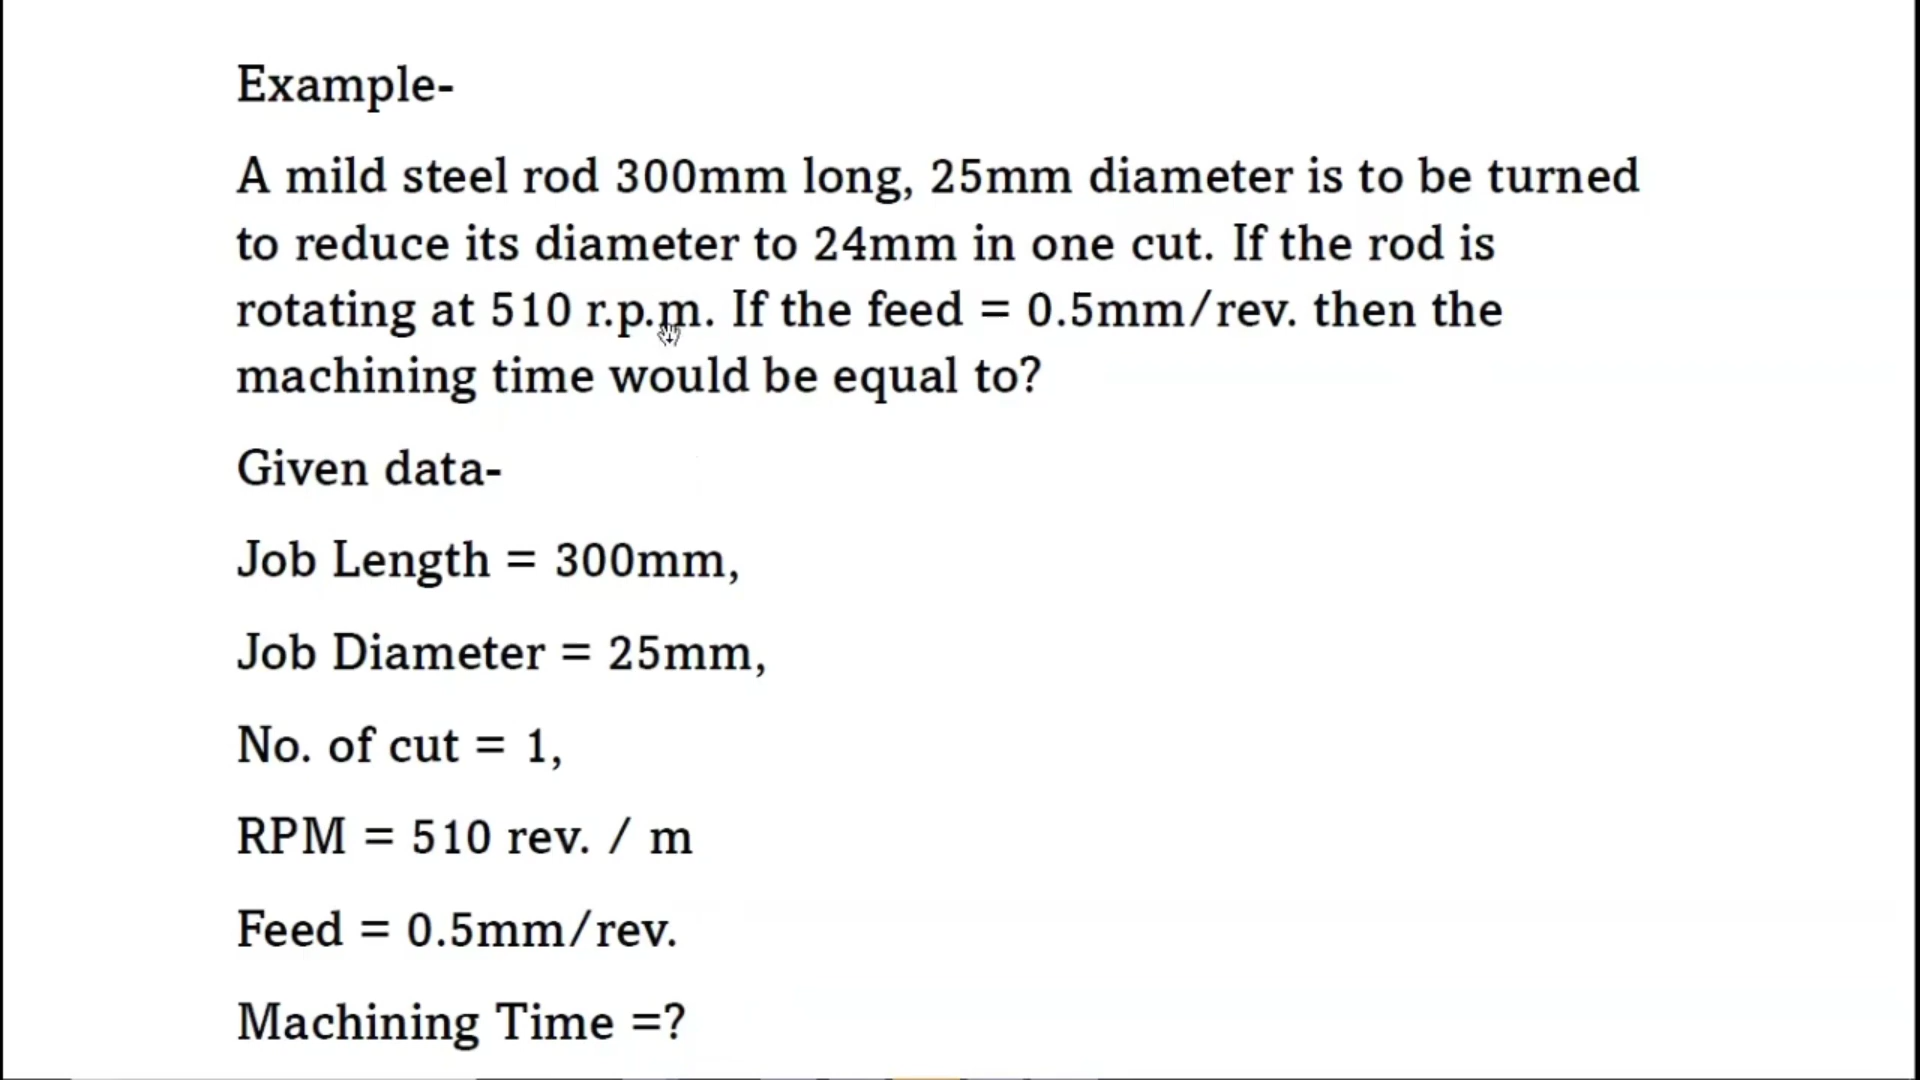 Example-
A mild steel rod 300mm long, 25mm diameter is to be turned
to reduce its diameter to 24mm in one cut. If the rod is
rotating at 510 r.p.m. If the feed = 0.5mm/rev. then the
machining time would be equal to?
Given data-
Job Length = 300mm,
Job Diameter = 25mm,
No. of cut = 1,
RPM = 510 rev. / m
Feed = 0.5mm/rev.
Machining Time =?